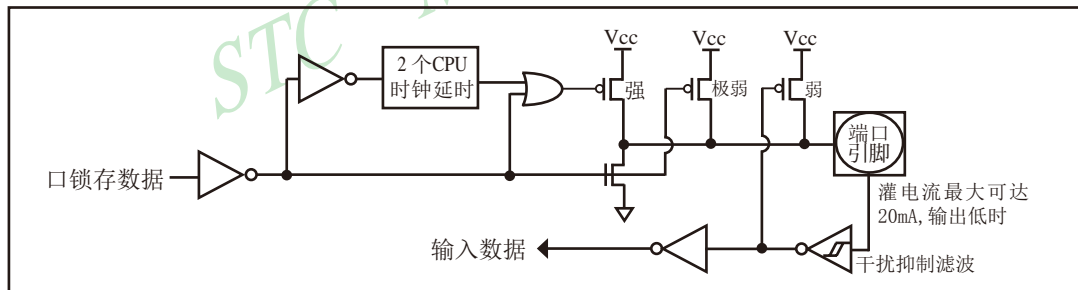 STC
Vcc
Vcc
Vcc
2 个CPU
时钟延时
强
极弱
弱
端口
引脚
口锁存数据
灌电流最大可达
20mA,输出低时
输入数据
干扰抑制滤波